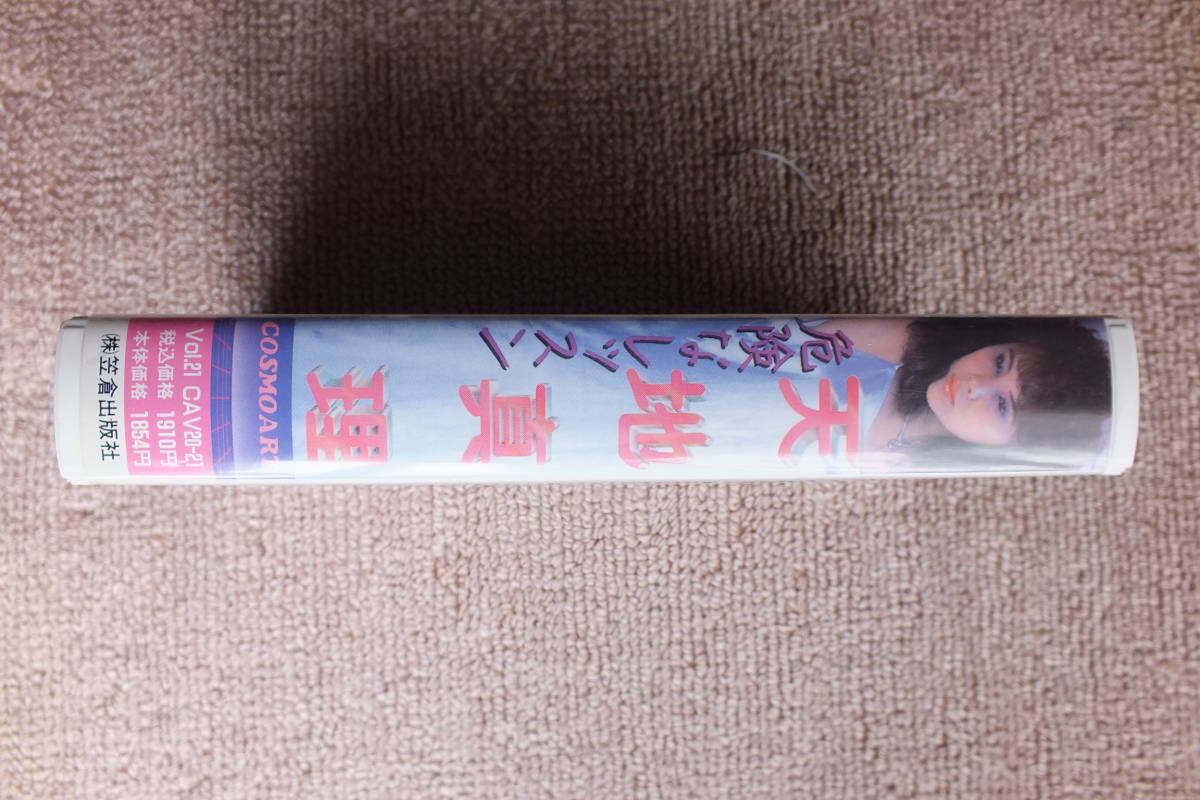 危険なレッスン
天地真理
COSMOART
Vol.21 CAV20-21
税込価格 1910円
本体価格 1854円
㈱笠倉出版社